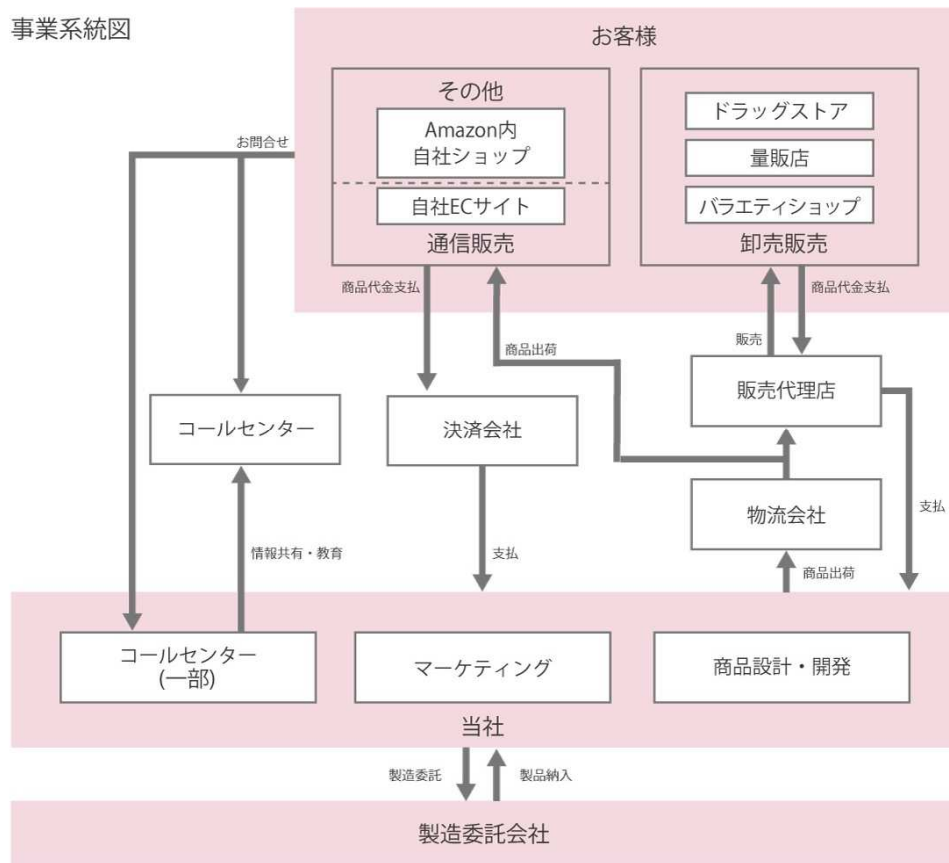 事業系統図
お客様
その他
Amazon内
自社ショップ
自社ECサイト
通信販売
ドラッグストア
量販店
バラエティショップ
卸売販売
お問合せ
商品代金支払
商品代金支払
商品出荷
販売
コールセンター
決済会社
販売代理店
物流会社
支払
情報共有・教育
支払
商品出荷
コールセンター
(一部)
マーケティング
商品設計・開発
当社
製造委託
製品納入
製造委託会社